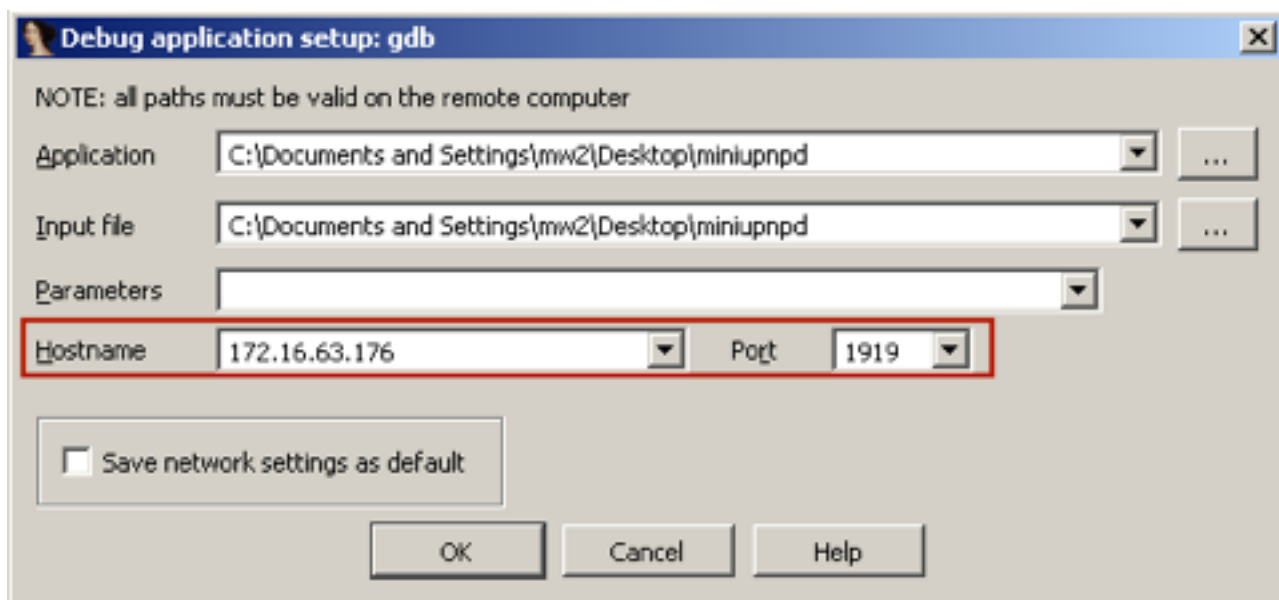 Debug application setup: gdb
NOTE: all paths must be valid on the remote computer
Application C:\Documents and Settings\mw2\Desktop\miniupnpd ...
Input file C:\Documents and Settings\mw2\Desktop\miniupnpd ...
Parameters
Hostname 172.16.63.176 Port 1919
Save network settings as default
OK Cancel Help